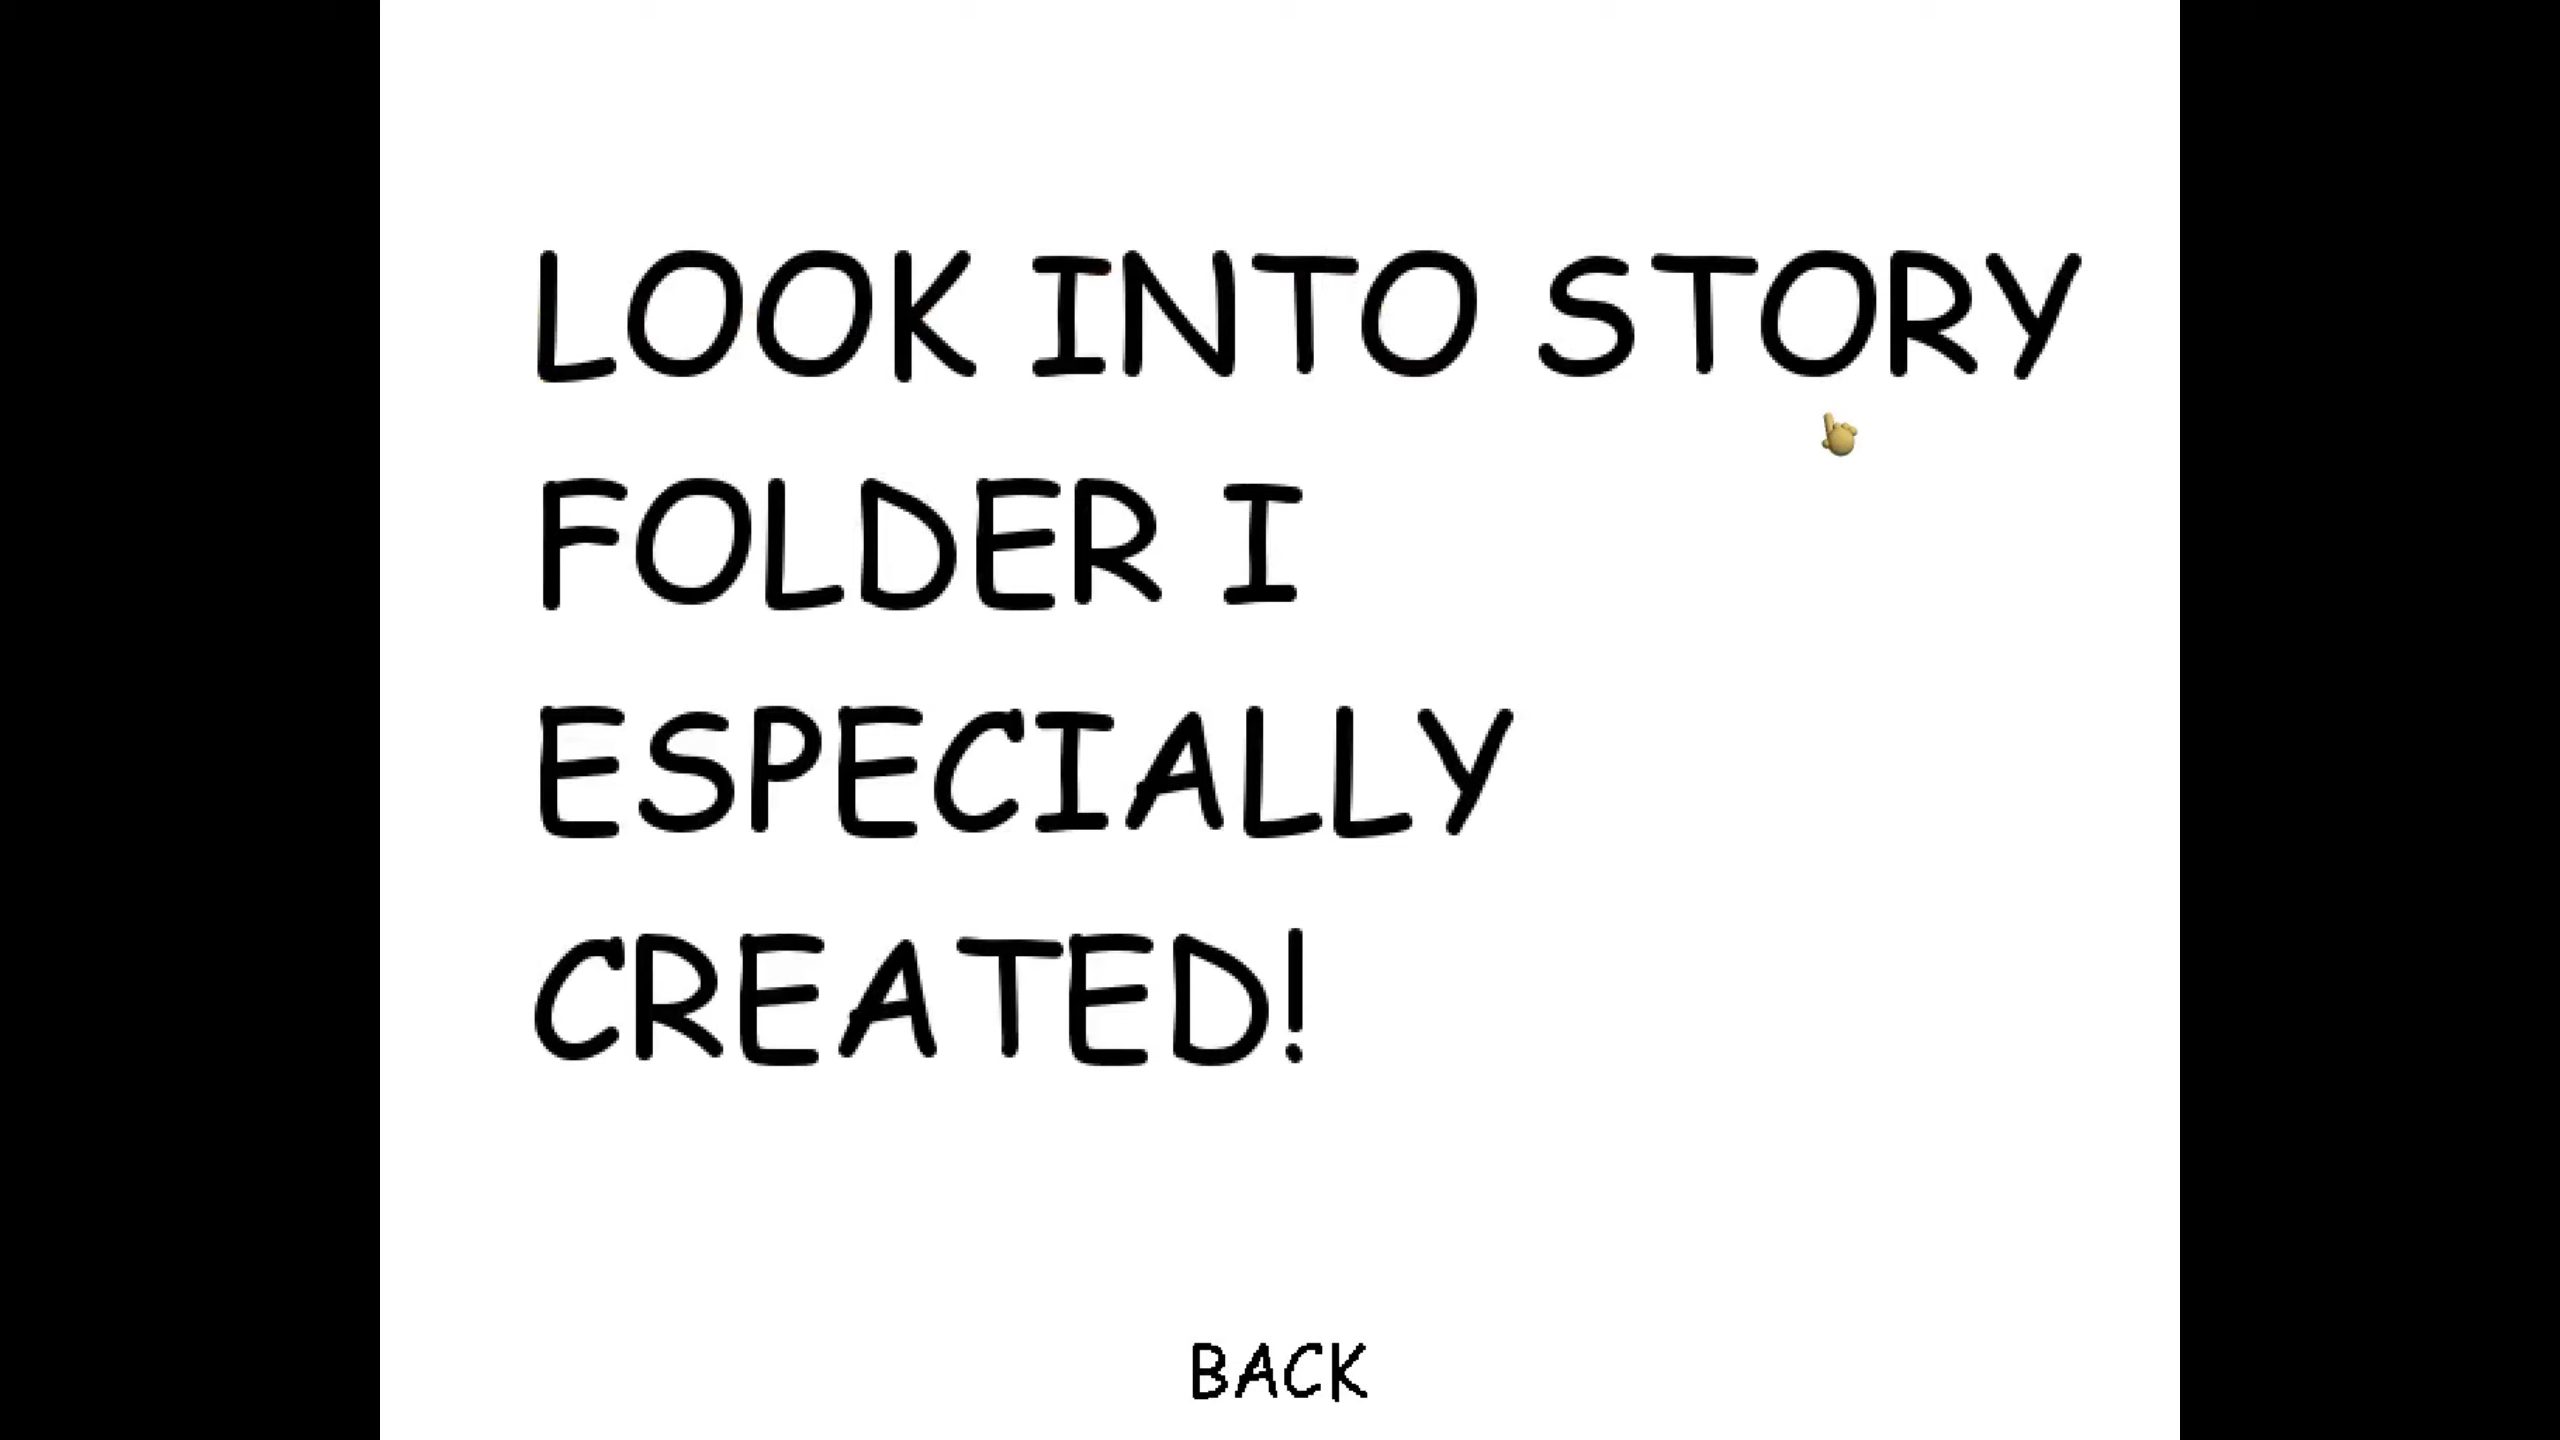 LOOK INTO STORY
FOLDER I
ESPECIALLY
CREATED!
BACK